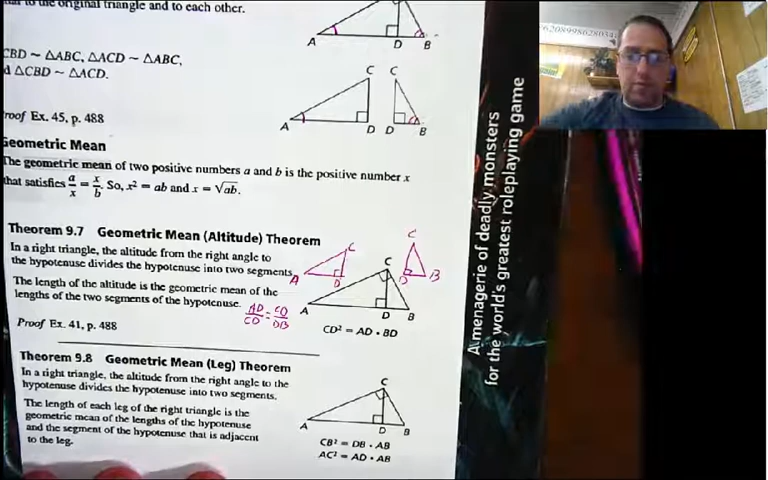 to the original triangle and to each other.
A D B
CBD ~ △ABC, △ACD ~ △ABC,
△CBD ~ △ACD.
C C
A D D B
Proof Ex. 45, p. 488
Geometric Mean
The geometric mean of two positive numbers a and b is the positive number x
that satisfies a/x = x/b. So, x² = ab and x = √ab.
Theorem 9.7 Geometric Mean (Altitude) Theorem
In a right triangle, the altitude from the right angle to
the hypotenuse divides the hypotenuse into two segments.
The length of the altitude is the geometric mean of the
lengths of the two segments of the hypotenuse.
A D C
C D B
AD/CD = CD/DB
C
A D B
CD² = AD • BD
Proof Ex. 41, p. 488
Theorem 9.8 Geometric Mean (Leg) Theorem
In a right triangle, the altitude from the right angle to the
hypotenuse divides the hypotenuse into two segments.
The length of each leg of the right triangle is the
geometric mean of the lengths of the hypotenuse
and the segment of the hypotenuse that is adjacent
to the leg.
C
A D B
CB² = DB • AB
AC² = AD • AB
A menagerie of deadly monsters
for the world's greatest roleplaying game